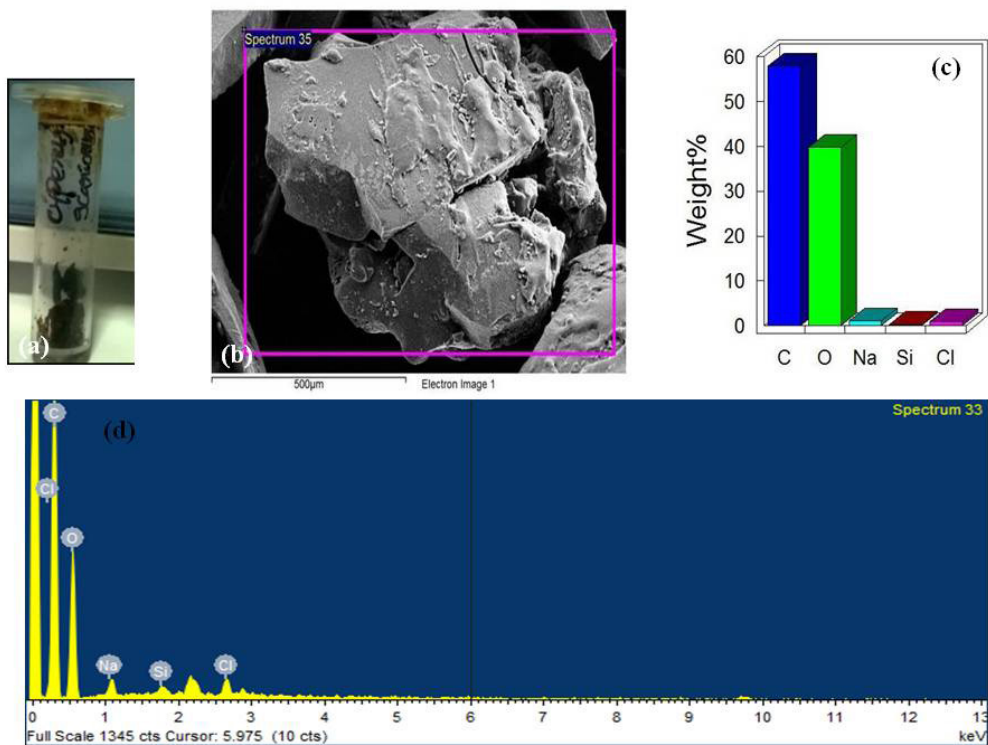 Cyperus
(a)
Spectrum 35
(b)
500µm
Electron Image 1
(c)
Weight%
60
50
40
30
20
10
0
C O Na Si Cl
(d)
Spectrum 33
C
Cl
O
Na
Si
Cl
0 1 2 3 4 5 6 7 8 9 10 11 12 13
Full Scale 1345 cts Cursor: 5.975 (10 cts)
keV